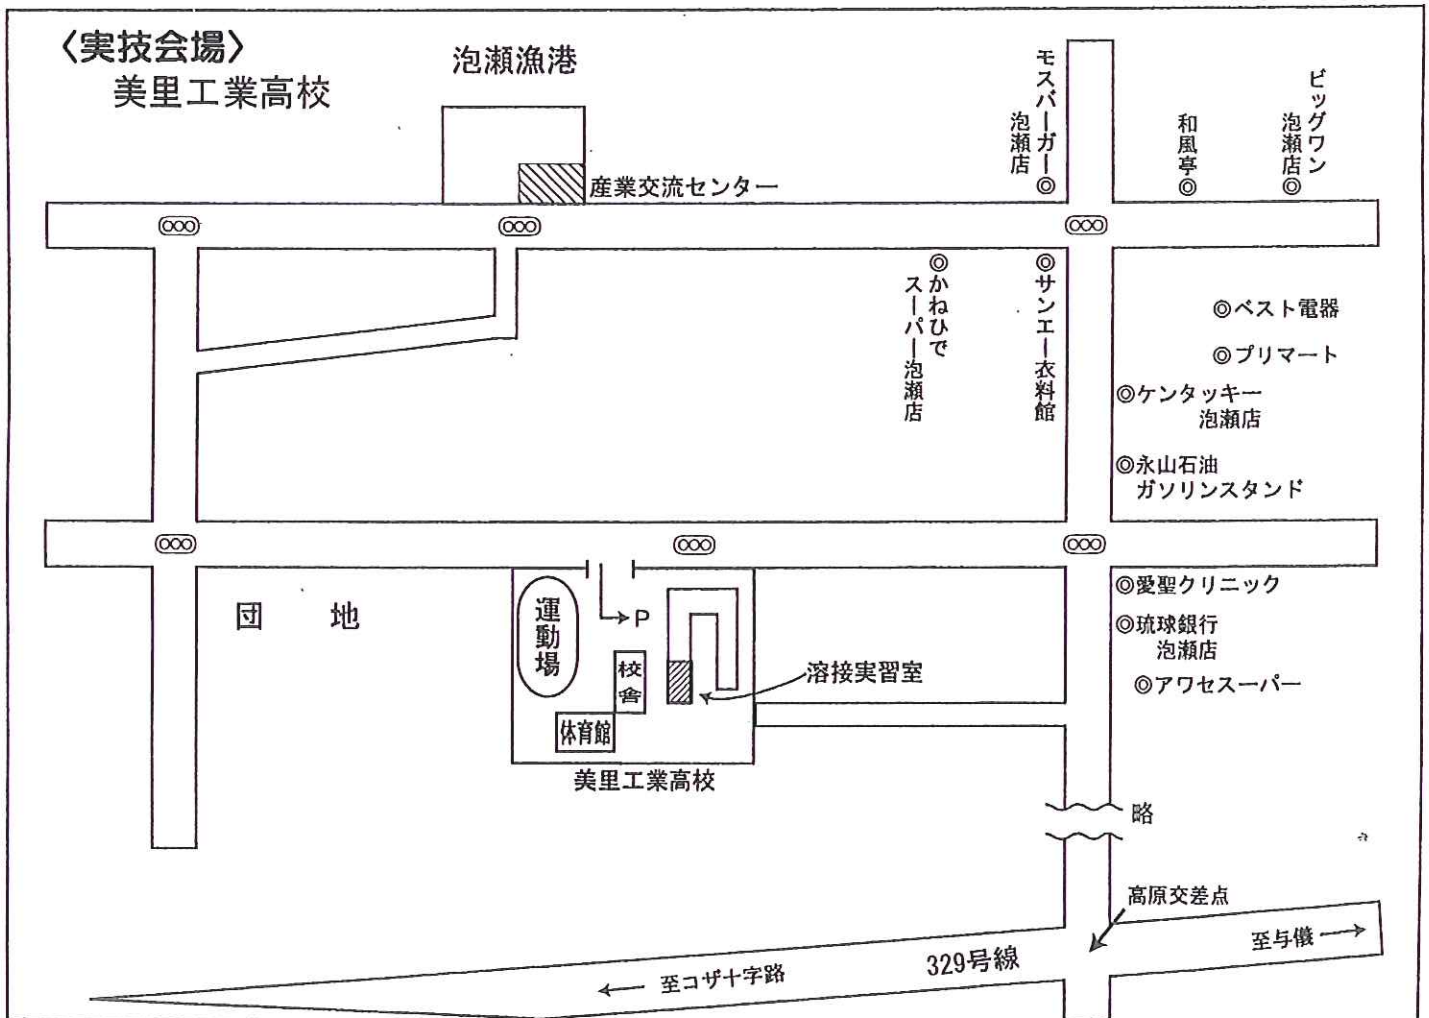 〈実技会場〉
美里工業高校
泡瀬漁港
産業交流センター
モスバーガー◎
泡瀬店
和風亭◎
ビッグワン
泡瀬店◎
◎かねひで
スーパー泡瀬店
◎サンエー衣料館
◎ベスト電器
◎プリマート
◎ケンタッキー
泡瀬店
◎永山石油
ガソリンスタンド
団 地
運動場
P
校舎
体育館
溶接実習室
美里工業高校
◎愛聖クリニック
◎琉球銀行
泡瀬店
◎アワセスーパー
略
高原交差点
至与儀
329号線
至コザ十字路